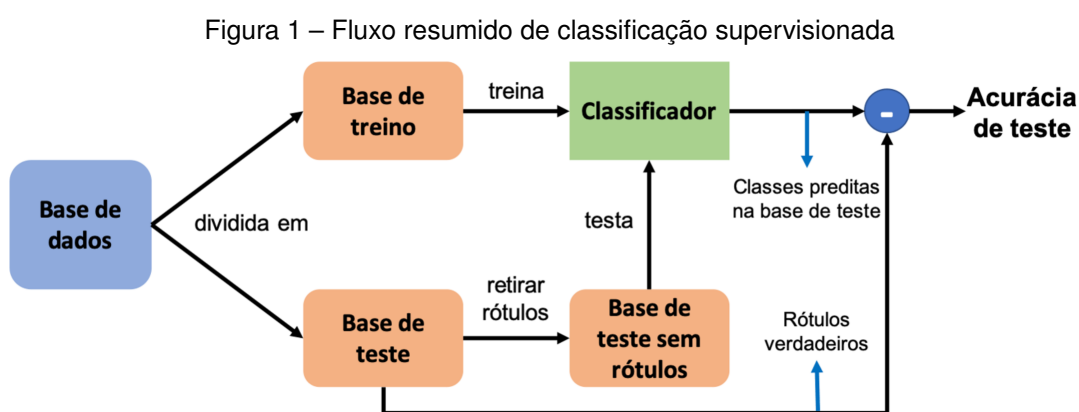 Figura 1 – Fluxo resumido de classificação supervisionada
Base de
treino
treina
Classificador
-
Acurácia
de teste
Classes preditas
na base de teste
Base de
dados
dividida em
testa
retirar
rótulos
Base de
teste
Base de
teste sem
rótulos
Rótulos
verdadeiros